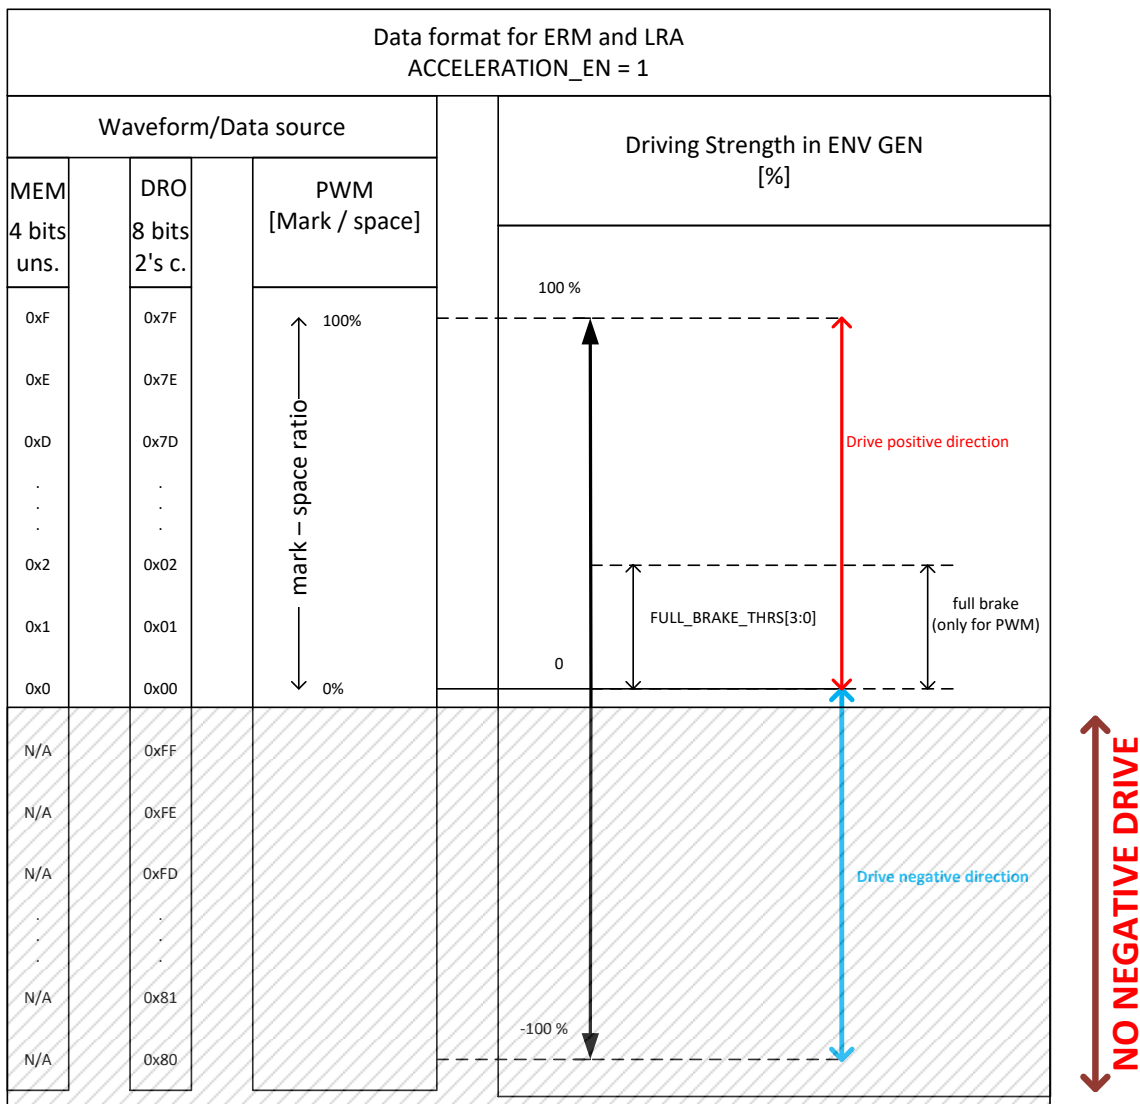 Data format for ERM and LRA
ACCELERATION_EN = 1
Waveform/Data source
Driving Strength in ENV GEN
[%]
MEM
4 bits
uns.
DRO
8 bits
2's c.
PWM
[Mark / space]
100 %
0xF 0x7F 100%
0xE 0x7E
0xD 0x7D
Drive positive direction
. .
. .
. .
mark – space ratio
0x2 0x02
0x1 0x01
FULL_BRAKE_THRS[3:0]
full brake
(only for PWM)
0
0x0 0x00 0%
N/A 0xFF
N/A 0xFE
N/A 0xFD
Drive negative direction
. .
. .
. .
N/A 0x81
-100 %
N/A 0x80
NO NEGATIVE DRIVE